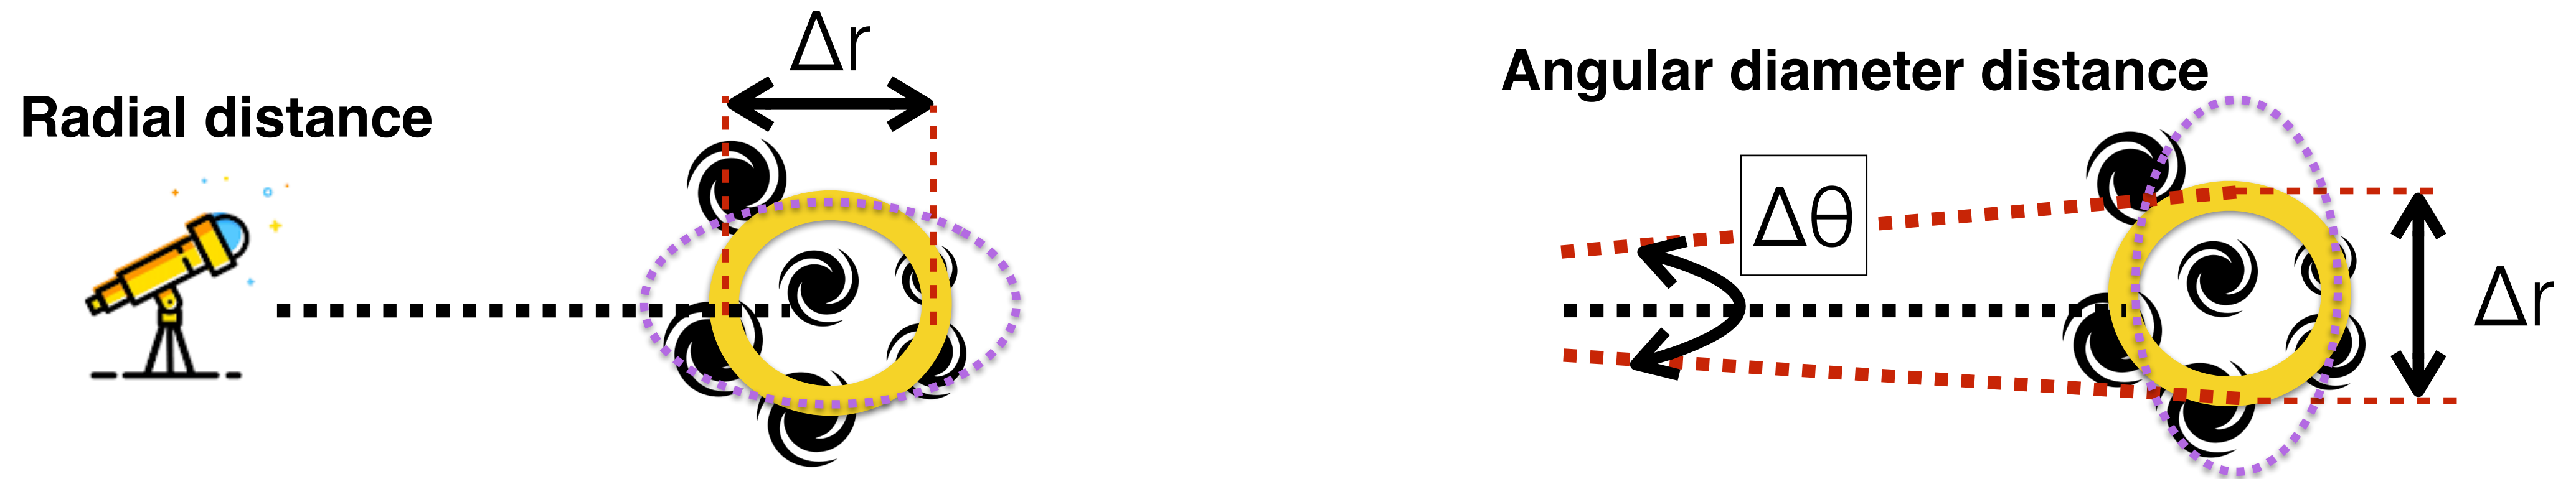 Δr
Radial distance
Angular diameter distance
Δθ
Δr